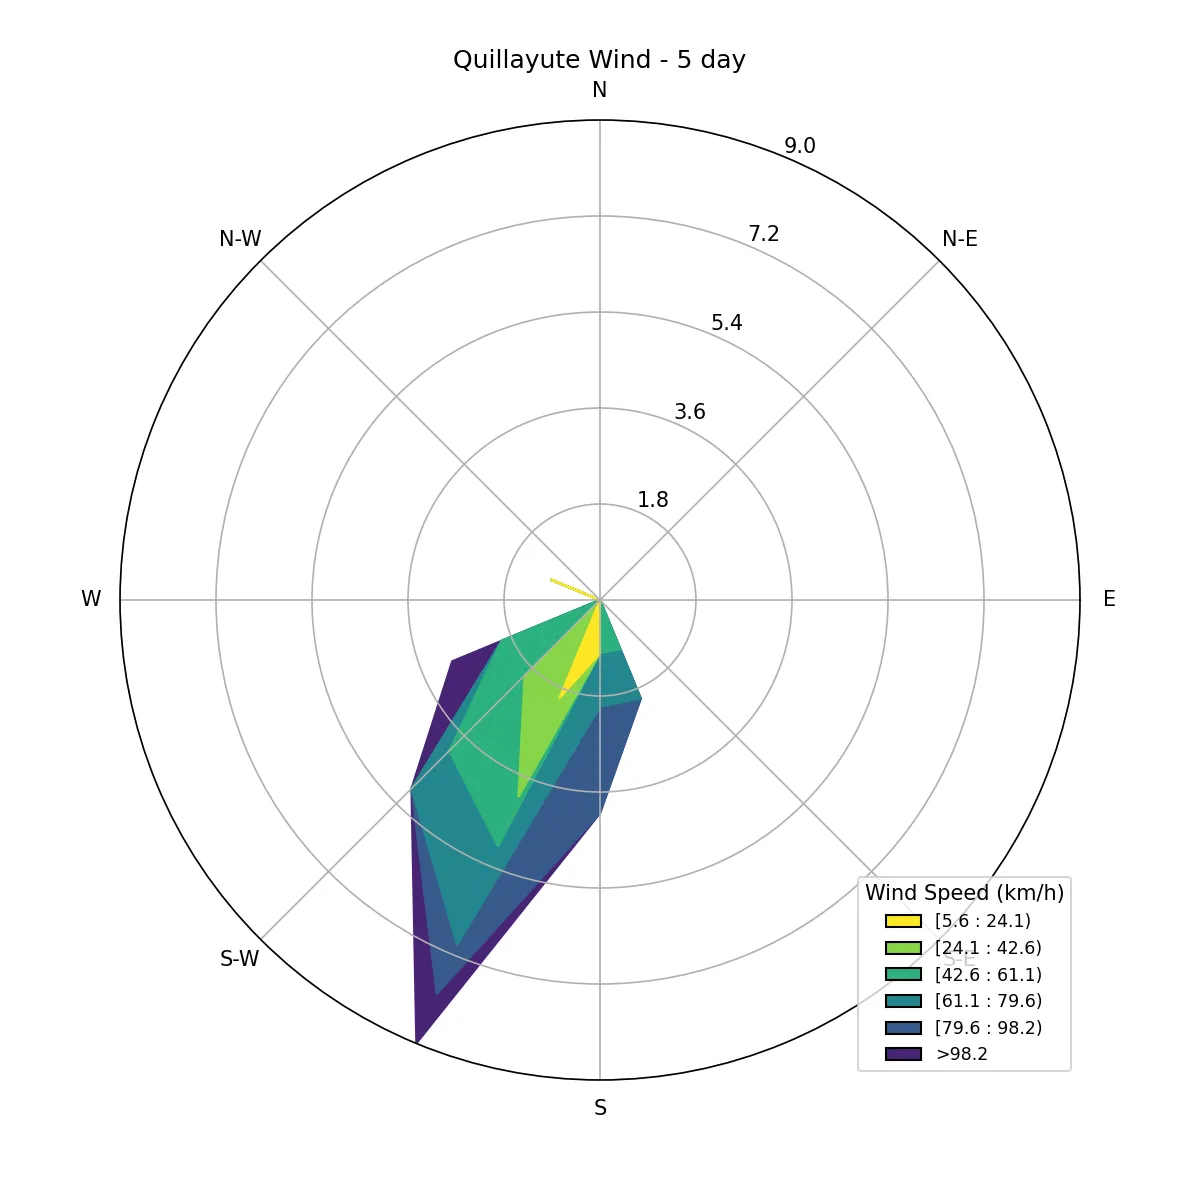 Quillayute Wind - 5 day
N
9.0
N-W
N-E
7.2
5.4
3.6
1.8
W
E
Wind Speed (km/h)
[5.6 : 24.1)
[24.1 : 42.6)
S-W
S-E
[42.6 : 61.1)
[61.1 : 79.6)
[79.6 : 98.2)
>98.2
S